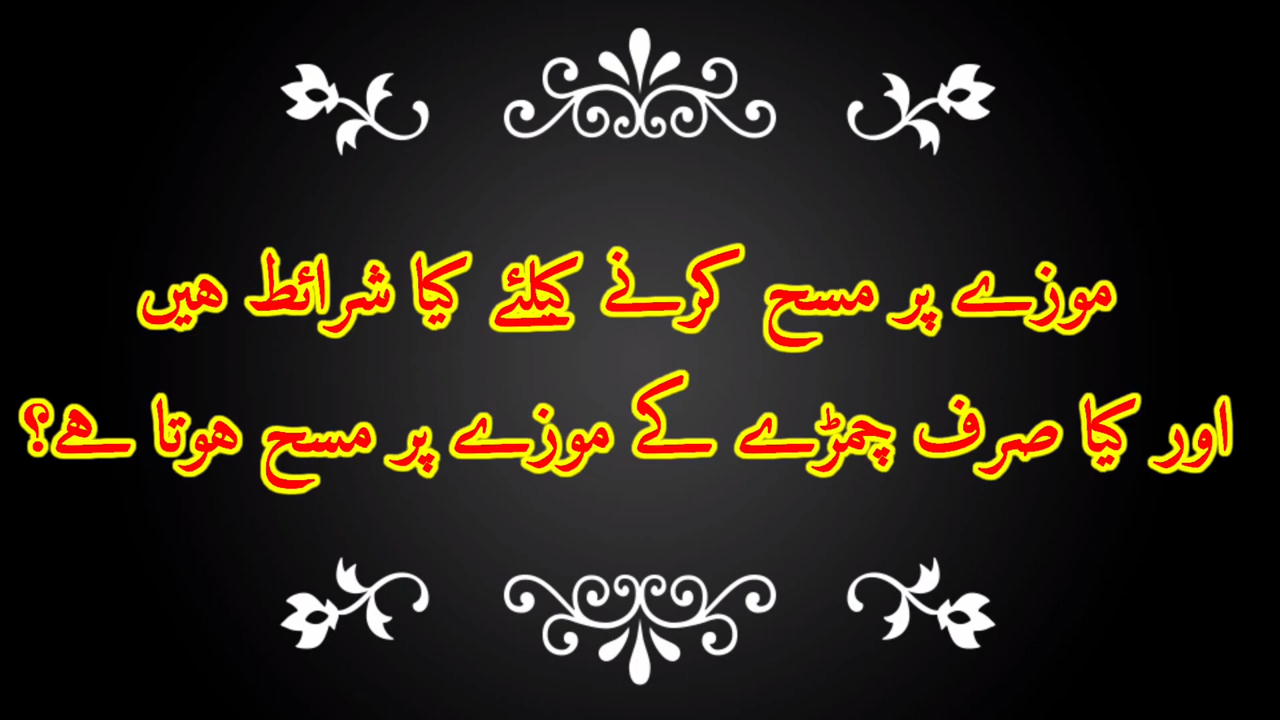 موزے پر مسح کرنے کیلئے کیا شرائط ھیں
اور کیا صرف چمڑے کے موزے پر مسح ھوتا ھے؟